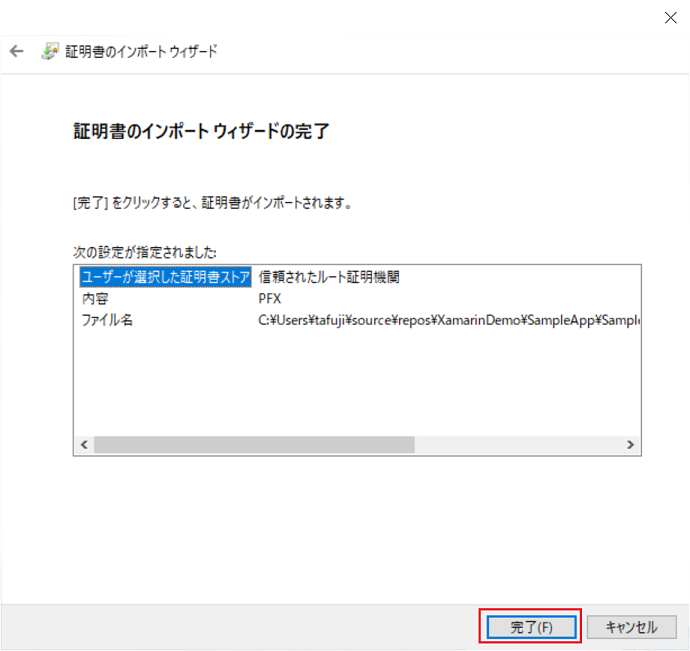 証明書のインポート ウィザード
証明書のインポート ウィザードの完了
[完了] をクリックすると、証明書がインポートされます。
次の設定が指定されました:
ユーザーが選択した証明書ストア 信頼されたルート証明機関
内容 PFX
ファイル名 C:¥Users¥tafuji¥source¥repos¥XamarinDemo¥SampleApp¥Sample
完了(F) キャンセル